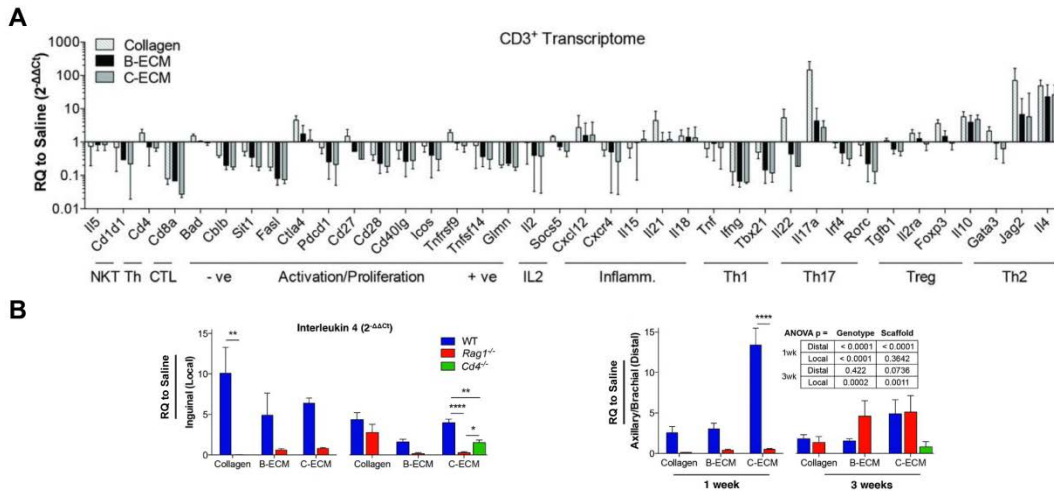 A
CD3+ Transcriptome
RQ to Saline (2-ΔΔCt)
1000
100
10
1
0.1
0.01
Collagen
B-ECM
C-ECM
Il5
Cd1d1
Cd4
Cd8a
Bad
Cblb
Sit1
Fasl
Ctla4
Pdcd1
Cd27
Cd28
Cd40lg
Icos
Tnfrsf9
Tnfsf14
Glmn
Il2
Socs5
Cxcl12
Cxcr4
Il15
Il21
Il18
Tnf
Ifng
Tbx21
Il22
Il17a
Irf4
Rorc
Tgfb1
Il2ra
Foxp3
Il10
Gata3
Jag2
Il4
NKT Th CTL - ve Activation/Proliferation + ve IL2 Inflamm. Th1 Th17 Treg Th2
B
Interleukin 4 (2-ΔΔCt)
RQ to Saline
Inguinal (Local)
15
10
5
0
**
WT
Rag1-/-
Cd4-/-
**
****
*
Collagen B-ECM C-ECM Collagen B-ECM C-ECM
RQ to Saline
Axillary/Brachial (Distal)
15
10
5
0
****
ANOVA p = Genotype Scaffold
1wk Distal < 0.0001 < 0.0001
Local < 0.0001 0.3642
3wk Distal 0.422 0.0736
Local 0.0002 0.0011
Collagen B-ECM C-ECM Collagen B-ECM C-ECM
1 week 3 weeks